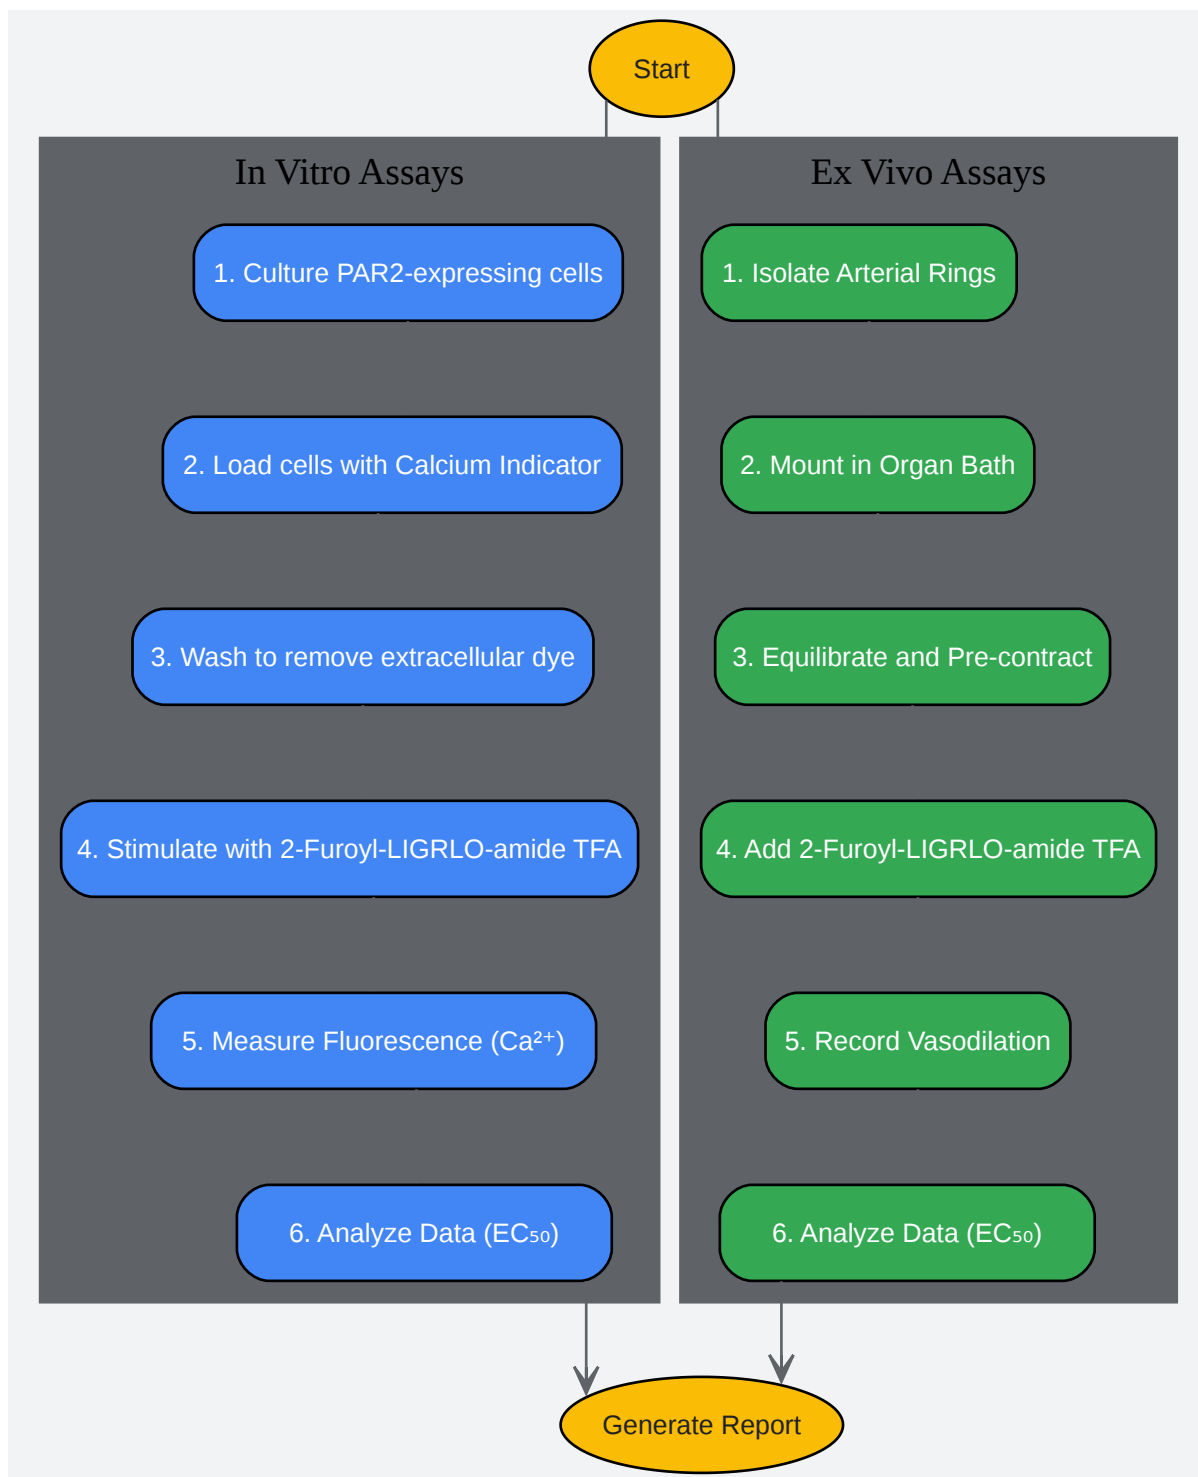 Start
In Vitro Assays
1. Culture PAR2-expressing cells
2. Load cells with Calcium Indicator
3. Wash to remove extracellular dye
4. Stimulate with 2-Furoyl-LIGRLO-amide TFA
5. Measure Fluorescence (Ca²⁺)
6. Analyze Data (EC₅₀)
Ex Vivo Assays
1. Isolate Arterial Rings
2. Mount in Organ Bath
3. Equilibrate and Pre-contract
4. Add 2-Furoyl-LIGRLO-amide TFA
5. Record Vasodilation
6. Analyze Data (EC₅₀)
Generate Report